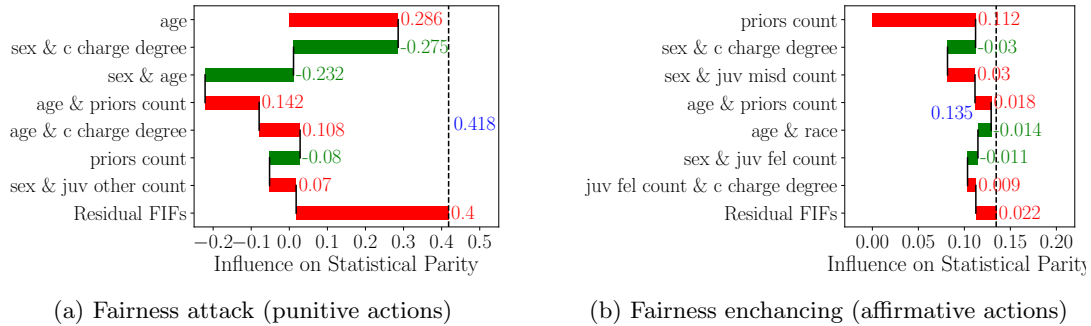 age
0.286
sex & c charge degree
-0.275
sex & age
-0.232
age & priors count
0.142
age & c charge degree
0.108
0.418
priors count
-0.08
sex & juv other count
0.07
Residual FIFs
0.4
-0.2 -0.1 0.0 0.1 0.2 0.3 0.4 0.5
Influence on Statistical Parity
(a) Fairness attack (punitive actions)
priors count
0.112
sex & c charge degree
-0.03
sex & juv misd count
0.03
age & priors count
0.018
0.135
age & race
-0.014
sex & juv fel count
-0.011
juv fel count & c charge degree
0.009
Residual FIFs
0.022
0.00 0.05 0.10 0.15 0.20
Influence on Statistical Parity
(b) Fairness enchancing (affirmative actions)